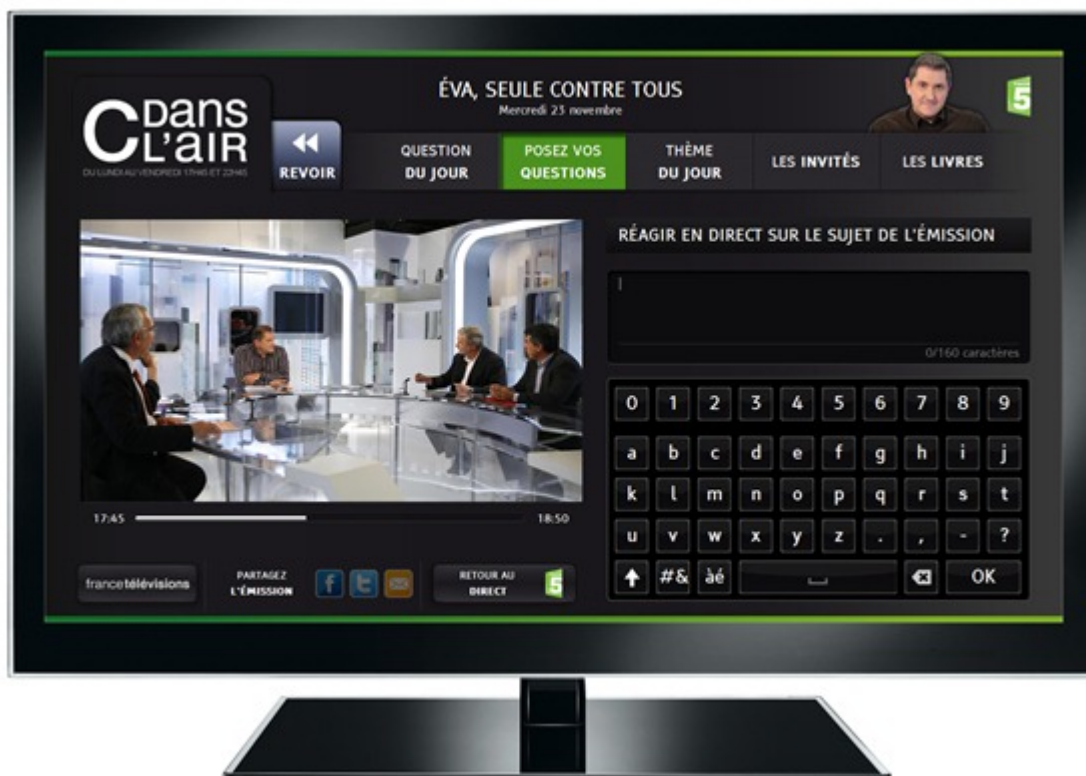 C DANS
L'AIR
DU LUNDI AU VENDREDI 17H45 ET 22H45
REVOIR
ÉVA, SEULE CONTRE TOUS
Mercredi 23 novembre
5
QUESTION
DU JOUR
POSEZ VOS
QUESTIONS
THÈME
DU JOUR
LES INVITÉS
LES LIVRES
RÉAGIR EN DIRECT SUR LE SUJET DE L'ÉMISSION
0/160 caractères
0 1 2 3 4 5 6 7 8 9
a b c d e f g h i j
k l m n o p q r s t
u v w x y z . , - ?
#& àé OK
17:45 18:50
francetélévisions
PARTAGEZ
L'ÉMISSION
f t
RETOUR AU
DIRECT
5